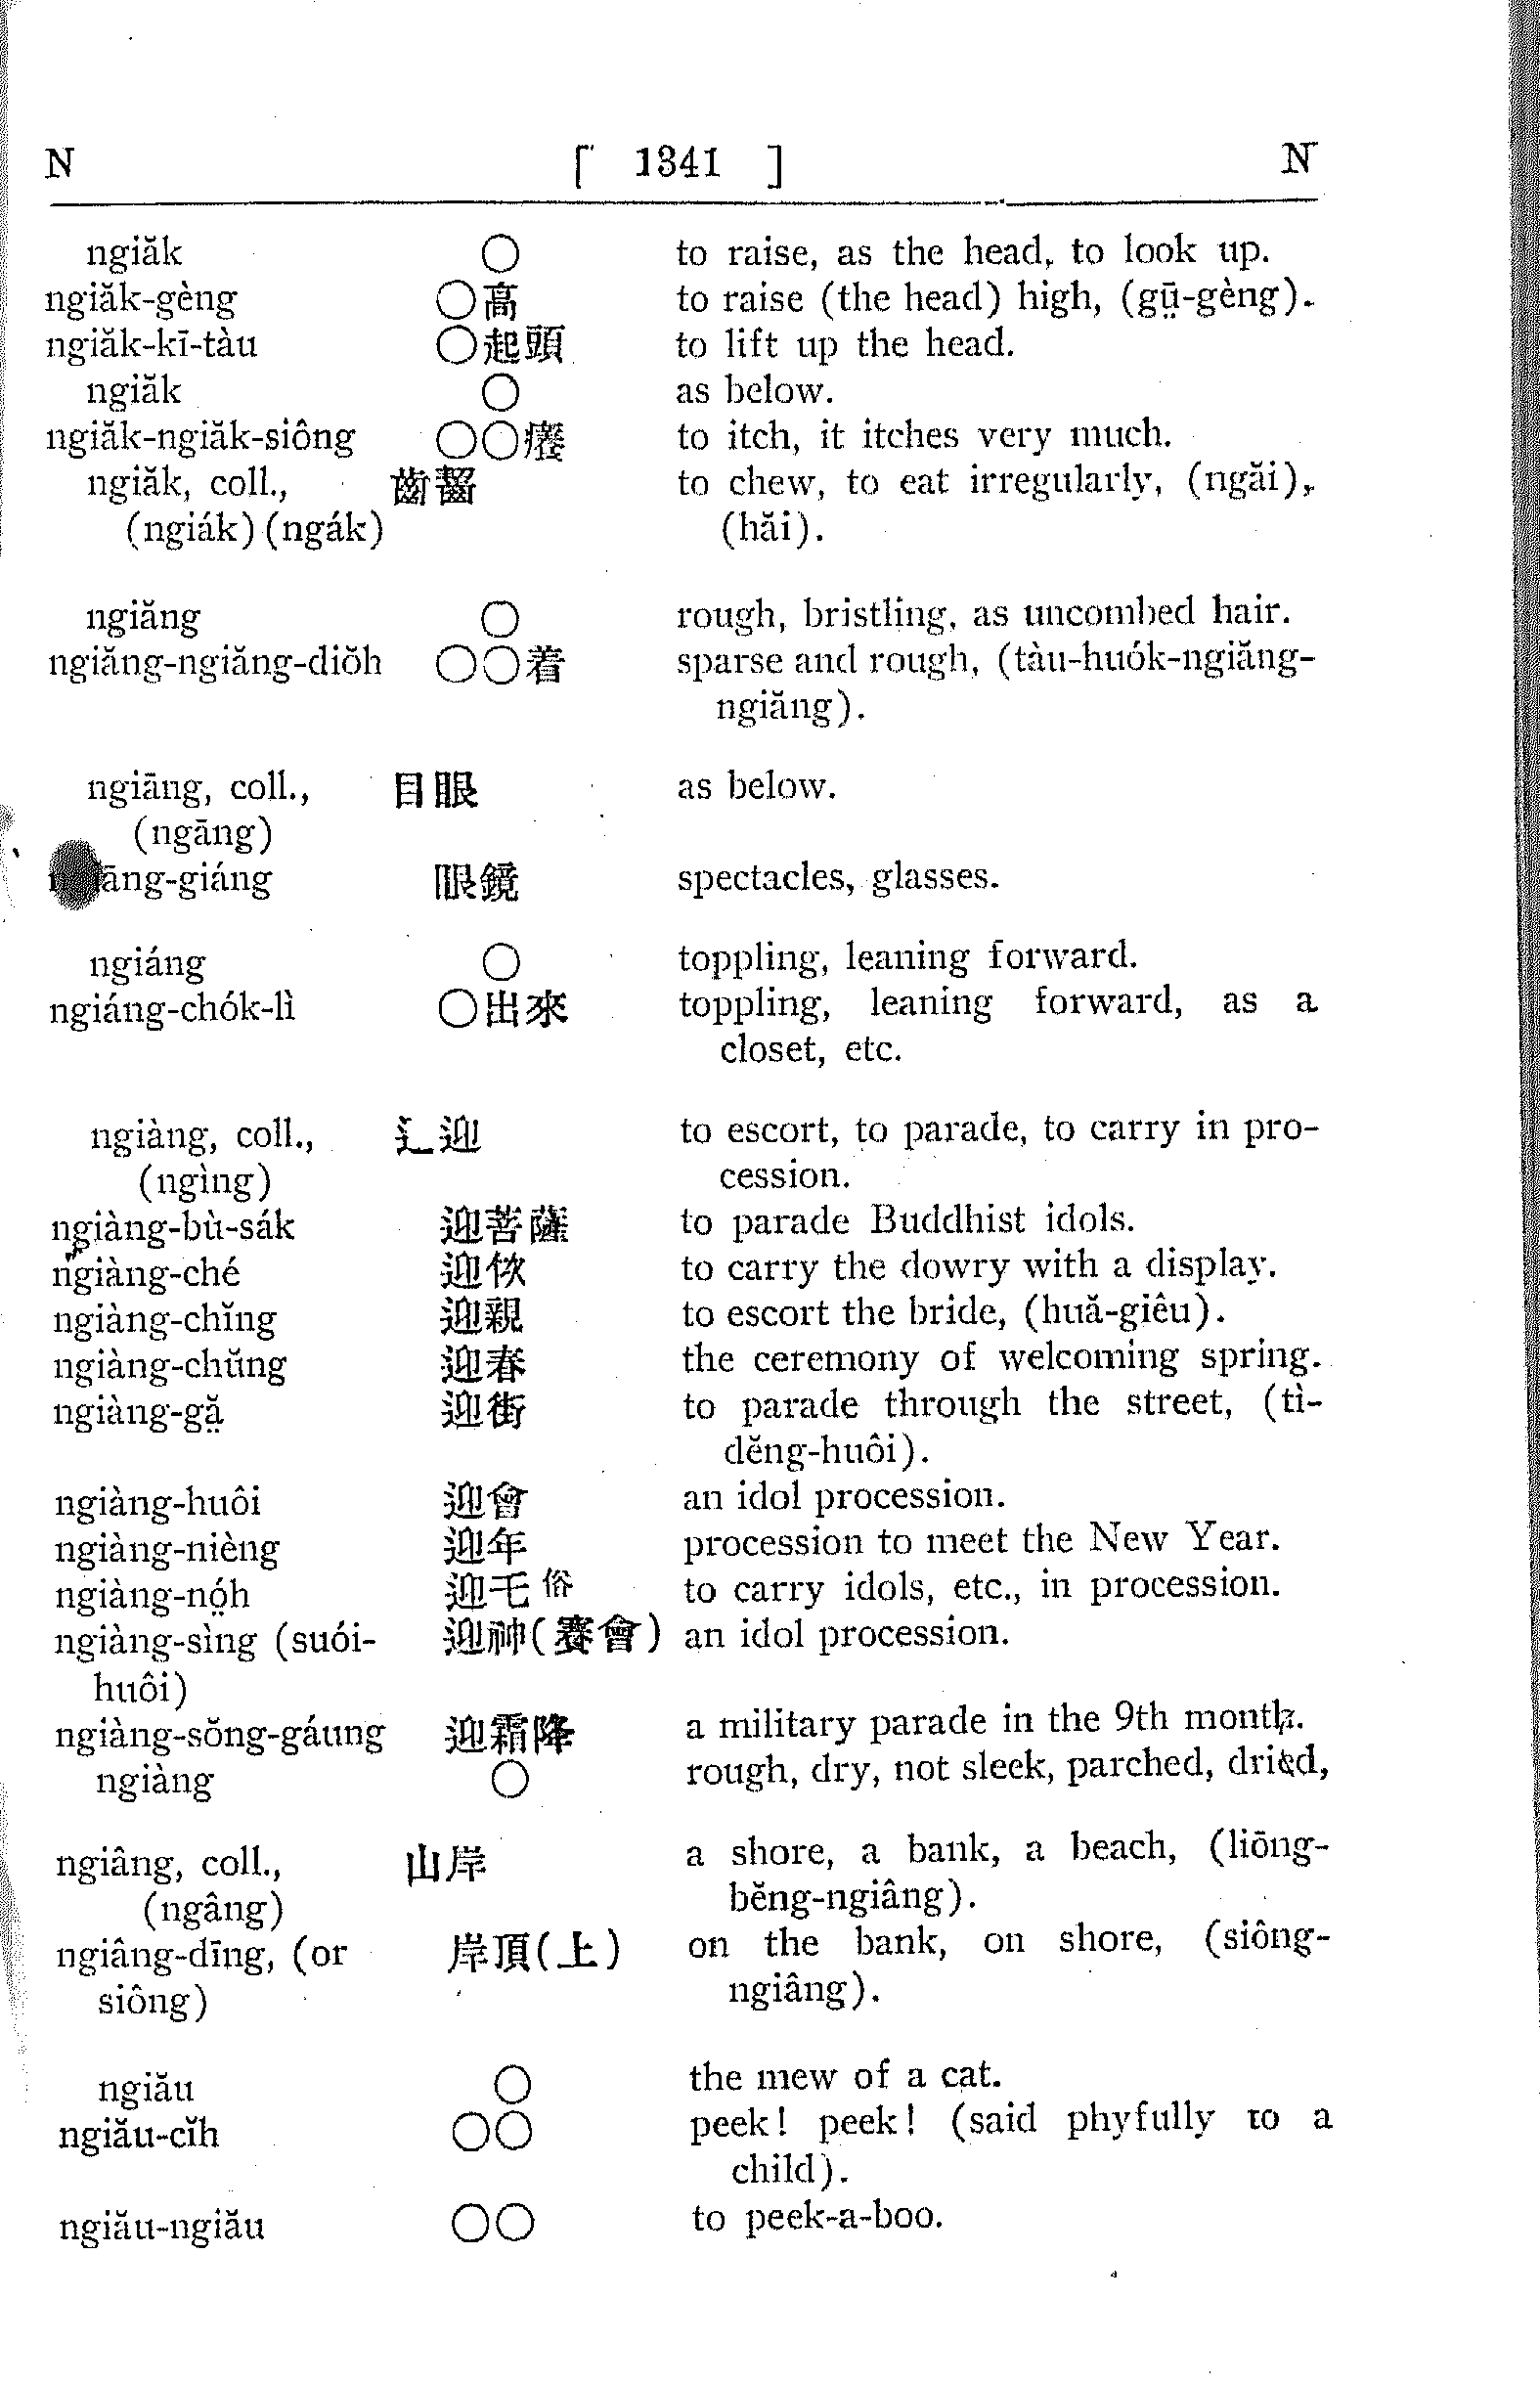 N [ 1341 ] N
ngiăk ○ to raise, as the head, to look up.
ngiăk-gèng ○高 to raise (the head) high, (gṳ̄-gèng).
ngiăk-kī-tàu ○起頭 to lift up the head.
ngiăk ○ as below.
ngiăk-ngiăk-siông ○○癢 to itch, it itches very much.
ngiăk, coll., 齒齧 to chew, to eat irregularly, (ngăi),
(ngiák) (ngák) (hăi).
ngiăng ○ rough, bristling, as uncombed hair.
ngiăng-ngiăng-diŏh ○○着 sparse and rough, (tàu-huók-ngiăng-
ngiăng).
ngiāng, coll., 目眼 as below.
(ngāng)
āng-giáng 眼鏡 spectacles, glasses.
ngiáng ○ toppling, leaning forward.
ngiáng-chók-lì ○出來 toppling, leaning forward, as a
closet, etc.
ngiàng, coll., 辶迎 to escort, to parade, to carry in pro-
(ngìng) cession.
ngiàng-bù-sák 迎菩薩 to parade Buddhist idols.
ngiàng-ché 迎 to carry the dowry with a display.
ngiàng-chĭng 迎親 to escort the bride, (huă-giêu).
ngiàng-chŭng 迎春 the ceremony of welcoming spring.
ngiàng-gă̤ 迎街 to parade through the street, (tì-
dĕng-huôi).
ngiàng-huôi 迎會 an idol procession.
ngiàng-nièng 迎年 procession to meet the New Year.
ngiàng-nó̤h 迎乇俗 to carry idols, etc., in procession.
ngiàng-sìng (suói- 迎神(賽會) an idol procession.
huôi)
ngiàng-sŏng-gáung 迎霜降 a military parade in the 9th month.
ngiàng ○ rough, dry, not sleek, parched, dried,
ngiâng, coll., 山岸 a shore, a bank, a beach, (liōng-
(ngâng) bĕng-ngiâng).
ngiâng-dīng, (or 岸頂(上) on the bank, on shore, (siông-
siông) ngiâng).
ngiău ○ the mew of a cat.
ngiău-cĭh ○○ peek! peek! (said phyfully to a
child).
ngiău-ngiău ○○ to peek-a-boo.